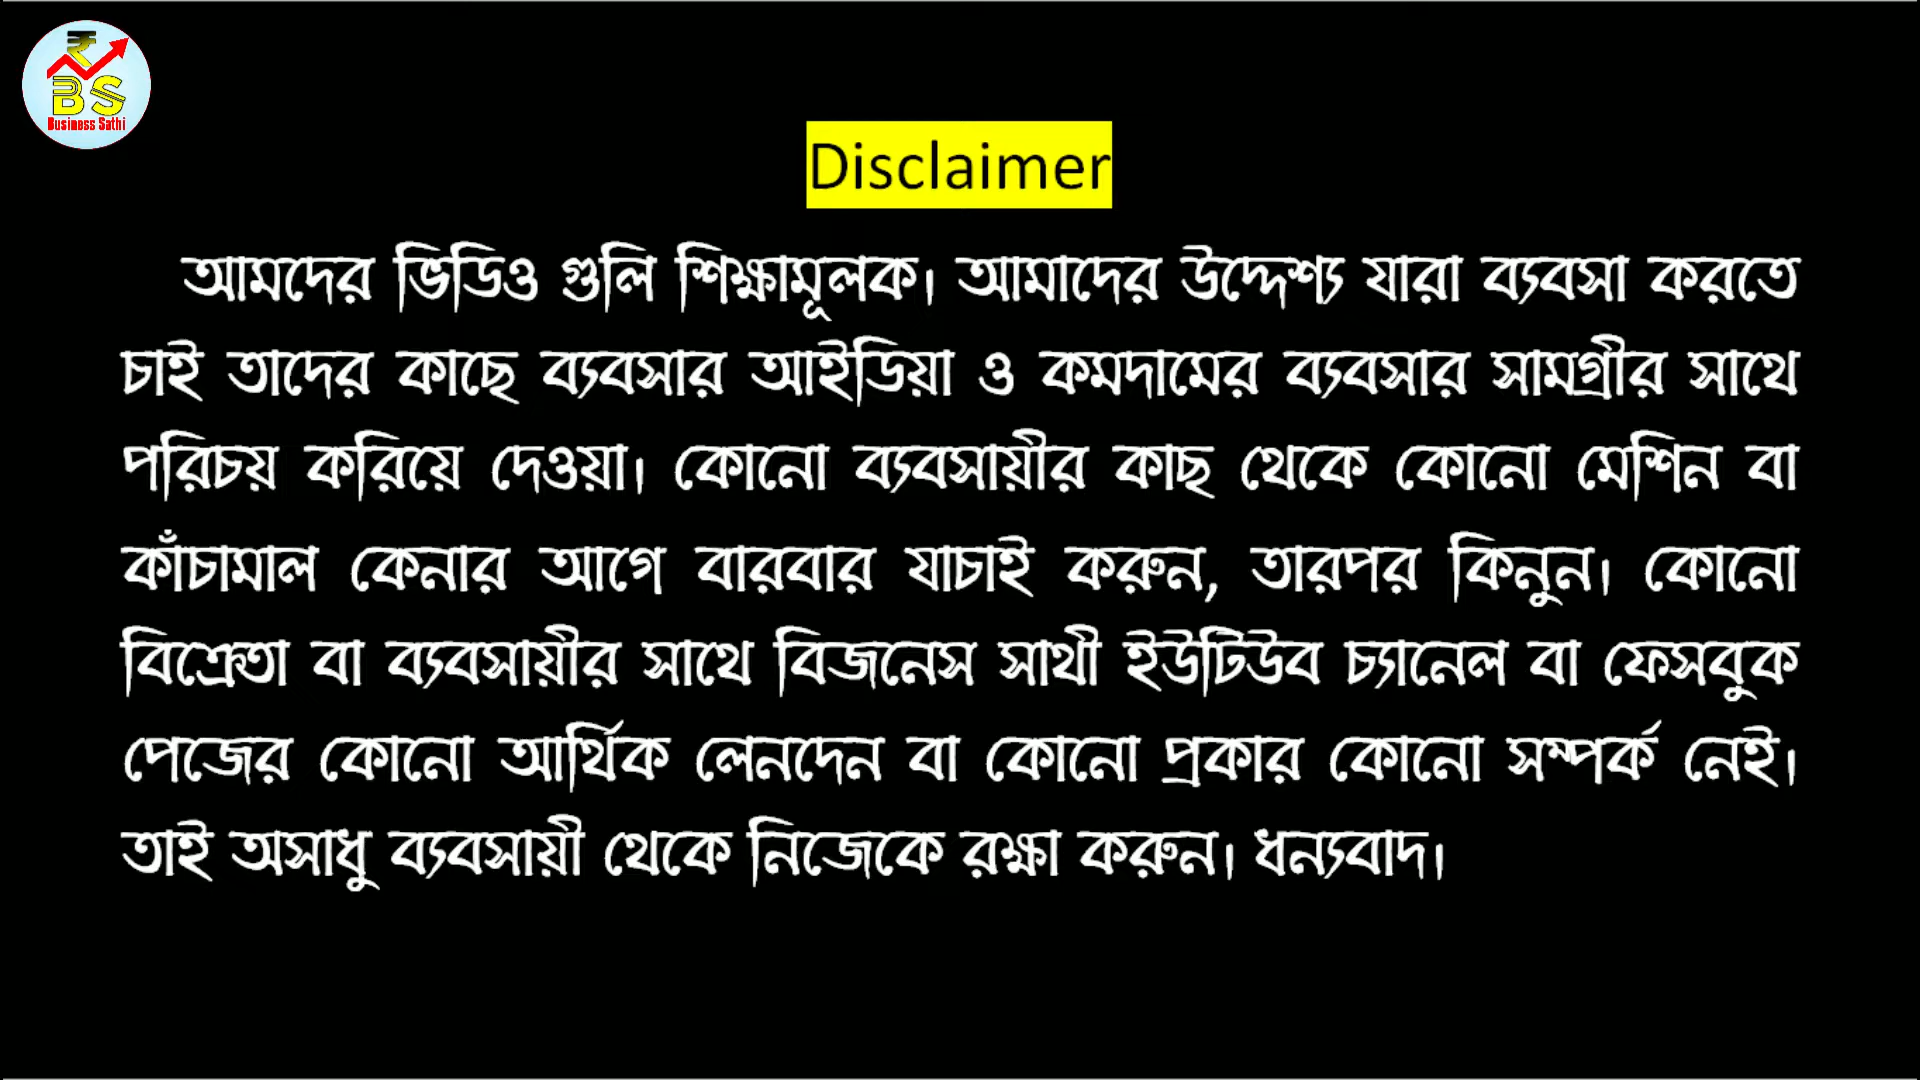 ₹
BS
Business Sathi
Disclaimer
আমদের ভিডিও গুলি শিক্ষামূলক। আমাদের উদ্দেশ্য যারা ব্যবসা করতে
চাই তাদের কাছে ব্যবসার আইডিয়া ও কমদামের ব্যবসার সামগ্রীর সাথে
পরিচয় করিয়ে দেওয়া। কোনো ব্যবসায়ীর কাছ থেকে কোনো মেশিন বা
কাঁচামাল কেনার আগে বারবার যাচাই করুন, তারপর কিনুন। কোনো
বিক্রেতা বা ব্যবসায়ীর সাথে বিজনেস সাথী ইউটিউব চ্যানেল বা ফেসবুক
পেজের কোনো আর্থিক লেনদেন বা কোনো প্রকার কোনো সম্পর্ক নেই।
তাই অসাধু ব্যবসায়ী থেকে নিজেকে রক্ষা করুন। ধন্যবাদ।